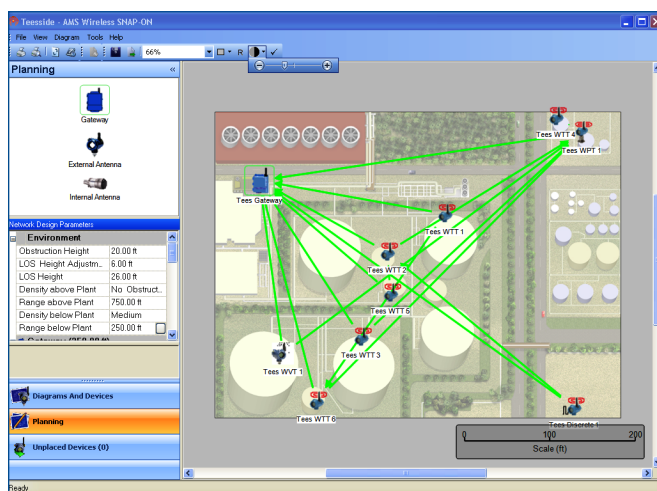 Teesside - AMS Wireless SNAP-ON
File View Diagram Tools Help
66%
R
Planning «
Gateway
External Antenna
Internal Antenna
Network Design Parameters
Environment
Obstruction Height 20.00 ft
LOS Height Adjustm.. 6.00 ft
LOS Height 26.00 ft
Density above Plant No Obstruct..
Range above Plant 750.00 ft
Density below Plant Medium
Range below Plant 250.00 ft
Diagrams And Devices
Planning
Unplaced Devices (0)
Ready
Tees WTT 4
Tees WPT 1
Tees Gateway
Tees WTT 1
Tees WTT 2
Tees WTT 5
Tees WTT 3
Tees WVT 1
Tees WTT 6
Tees Discrete 1
0 100 200
Scale (ft)